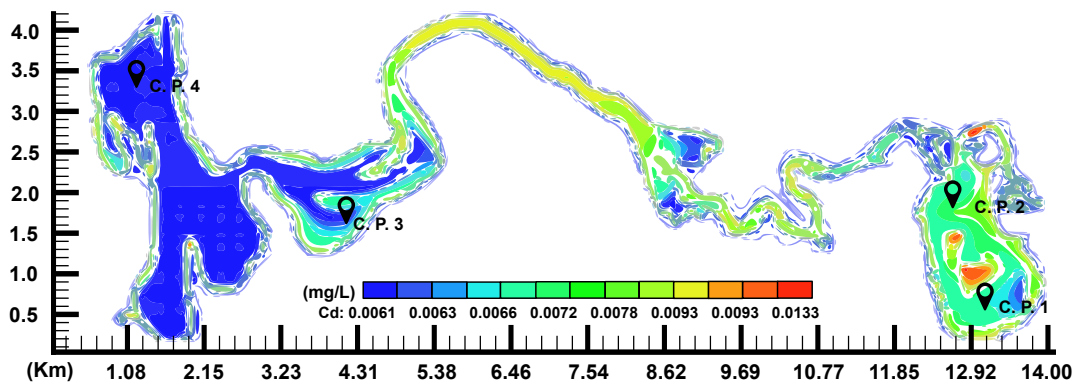 4.0
3.5
C. P. 4
3.0
2.5
2.0
C. P. 2
1.5
C. P. 3
1.0
(mg/L)
Cd: 0.0061 0.0063 0.0066 0.0072 0.0078 0.0093 0.0093 0.0133
C. P. 1
0.5
(Km) 1.08 2.15 3.23 4.31 5.38 6.46 7.54 8.62 9.69 10.77 11.85 12.92 14.00